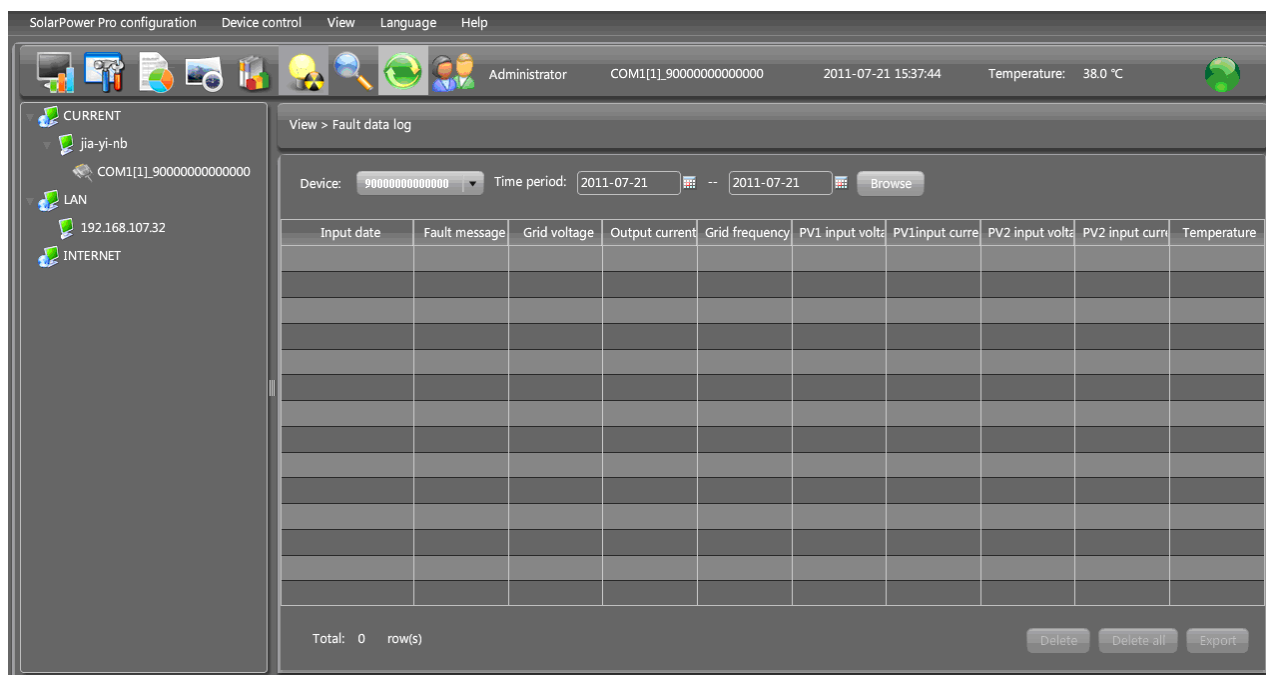 SolarPower Pro configuration Device control View Language Help
Administrator COM1[1]_90000000000000 2011-07-21 15:37:44 Temperature: 38.0 ℃
CURRENT
jia-yi-nb
COM1[1]_90000000000000
LAN
192.168.107.32
INTERNET
View > Fault data log
Device: 90000000000000 Time period: 2011-07-21 -- 2011-07-21 Browse
Input date Fault message Grid voltage Output current Grid frequency PV1 input volta PV1input curre PV2 input volta PV2 input curre Temperature
Total: 0 row(s)
Delete Delete all Export